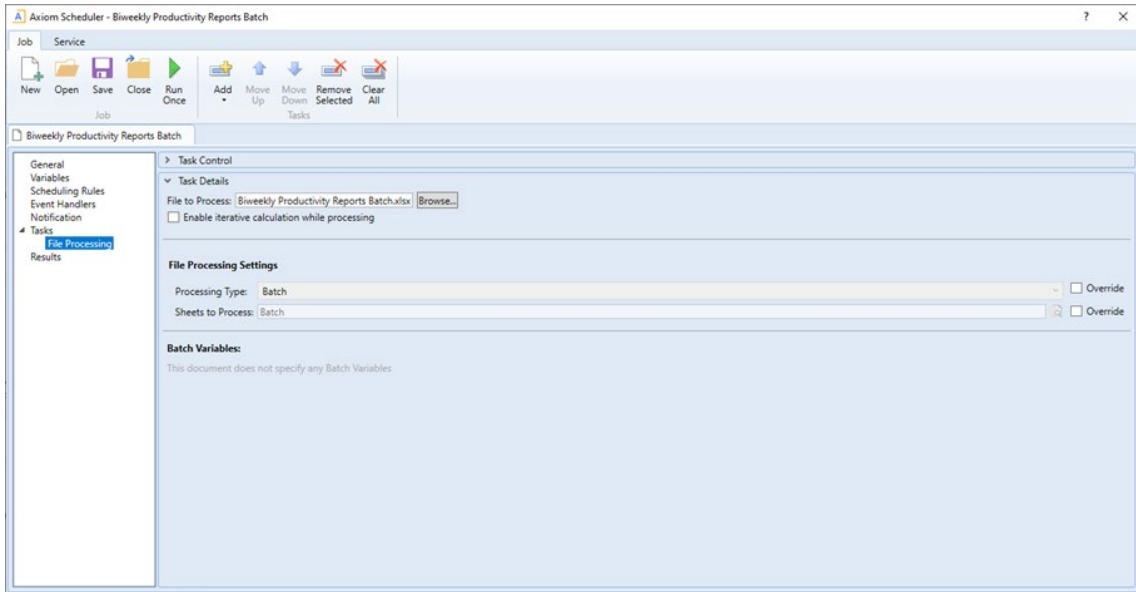 A Axiom Scheduler - Biweekly Productivity Reports Batch ?
Job Service
New Open Save Close Run Once Add Move Up Move Down Remove Selected Clear All
Job Tasks
Biweekly Productivity Reports Batch
General
Variables
Scheduling Rules
Event Handlers
Notification
Tasks
File Processing
Results
Task Control
Task Details
File to Process: Biweekly Productivity Reports Batch.xlsx Browse...
Enable iterative calculation while processing
File Processing Settings
Processing Type: Batch Override
Sheets to Process: Batch Override
Batch Variables:
This document does not specify any Batch Variables